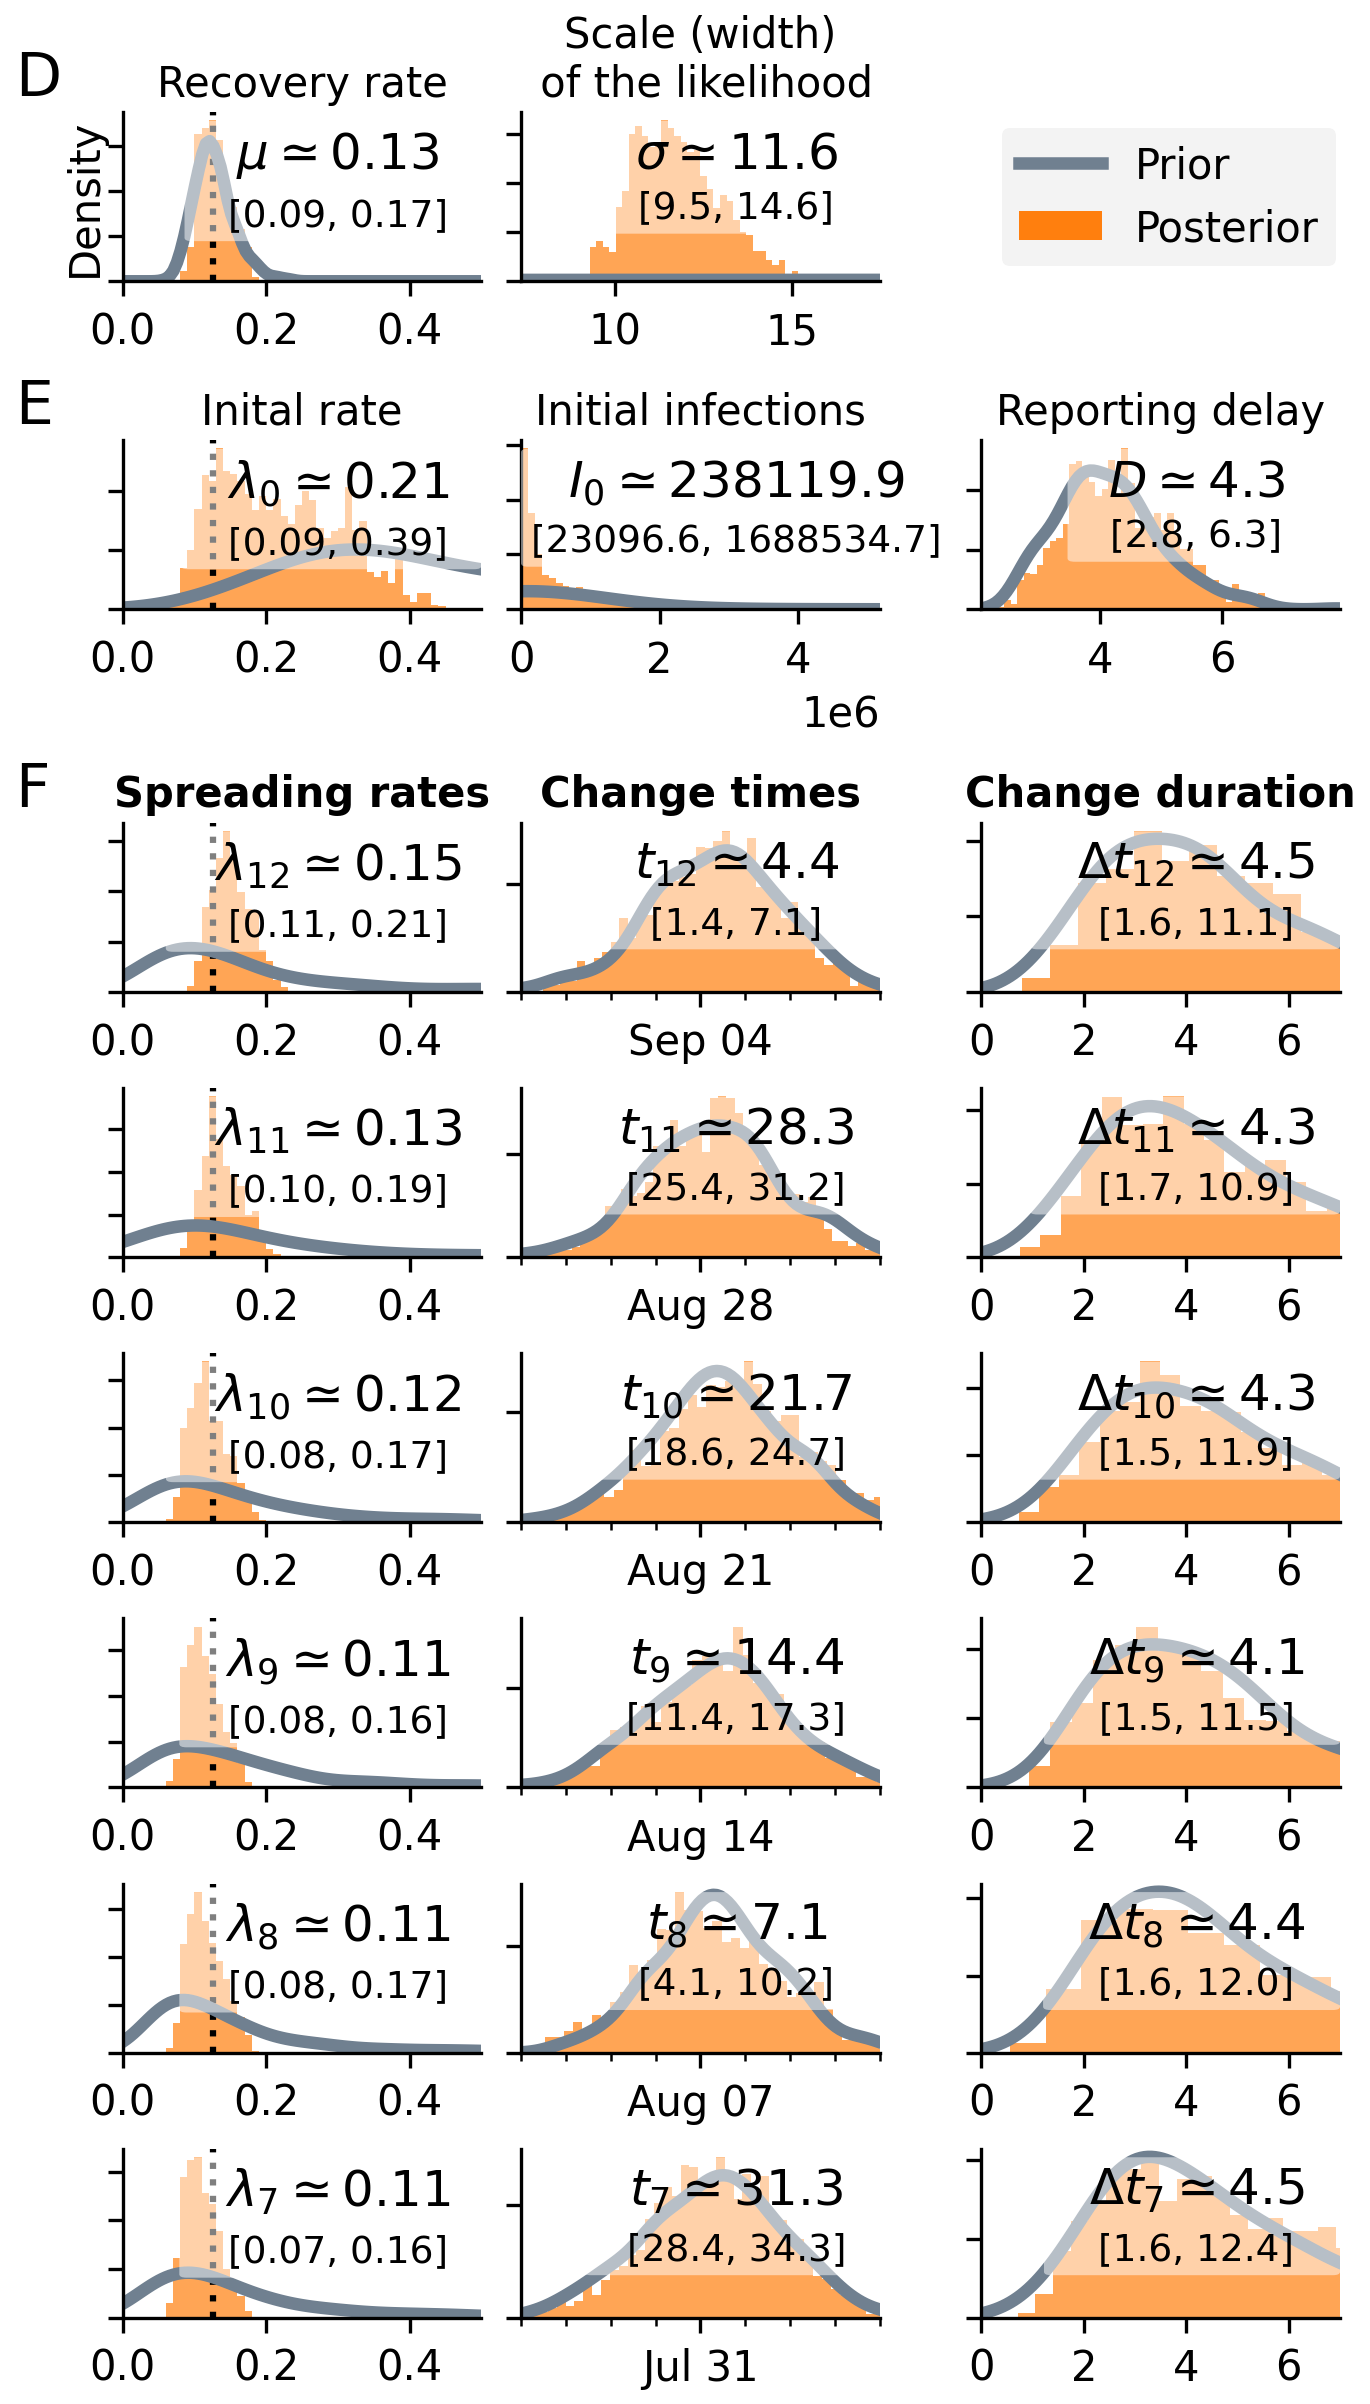 D
Recovery rate
Scale (width)
of the likelihood
Density
μ ≃ 0.13
[0.09, 0.17]
0.0 0.2 0.4
σ ≃ 11.6
[9.5, 14.6]
10 15
Prior
Posterior
E
Inital rate
λ0 ≃ 0.21
[0.09, 0.39]
0.0 0.2 0.4
Initial infections
I0 ≃ 238119.9
[23096.6, 1688534.7]
0 2 4
1e6
Reporting delay
D ≃ 4.3
[2.8, 6.3]
4 6
F
Spreading rates
Change times
Change duration
λ12 ≃ 0.15
[0.11, 0.21]
0.0 0.2 0.4
t12 ≃ 4.4
[1.4, 7.1]
Sep 04
Δt12 ≃ 4.5
[1.6, 11.1]
0 2 4 6
λ11 ≃ 0.13
[0.10, 0.19]
0.0 0.2 0.4
t11 ≃ 28.3
[25.4, 31.2]
Aug 28
Δt11 ≃ 4.3
[1.7, 10.9]
0 2 4 6
λ10 ≃ 0.12
[0.08, 0.17]
0.0 0.2 0.4
t10 ≃ 21.7
[18.6, 24.7]
Aug 21
Δt10 ≃ 4.3
[1.5, 11.9]
0 2 4 6
λ9 ≃ 0.11
[0.08, 0.16]
0.0 0.2 0.4
t9 ≃ 14.4
[11.4, 17.3]
Aug 14
Δt9 ≃ 4.1
[1.5, 11.5]
0 2 4 6
λ8 ≃ 0.11
[0.08, 0.17]
0.0 0.2 0.4
t8 ≃ 7.1
[4.1, 10.2]
Aug 07
Δt8 ≃ 4.4
[1.6, 12.0]
0 2 4 6
λ7 ≃ 0.11
[0.07, 0.16]
0.0 0.2 0.4
t7 ≃ 31.3
[28.4, 34.3]
Jul 31
Δt7 ≃ 4.5
[1.6, 12.4]
0 2 4 6